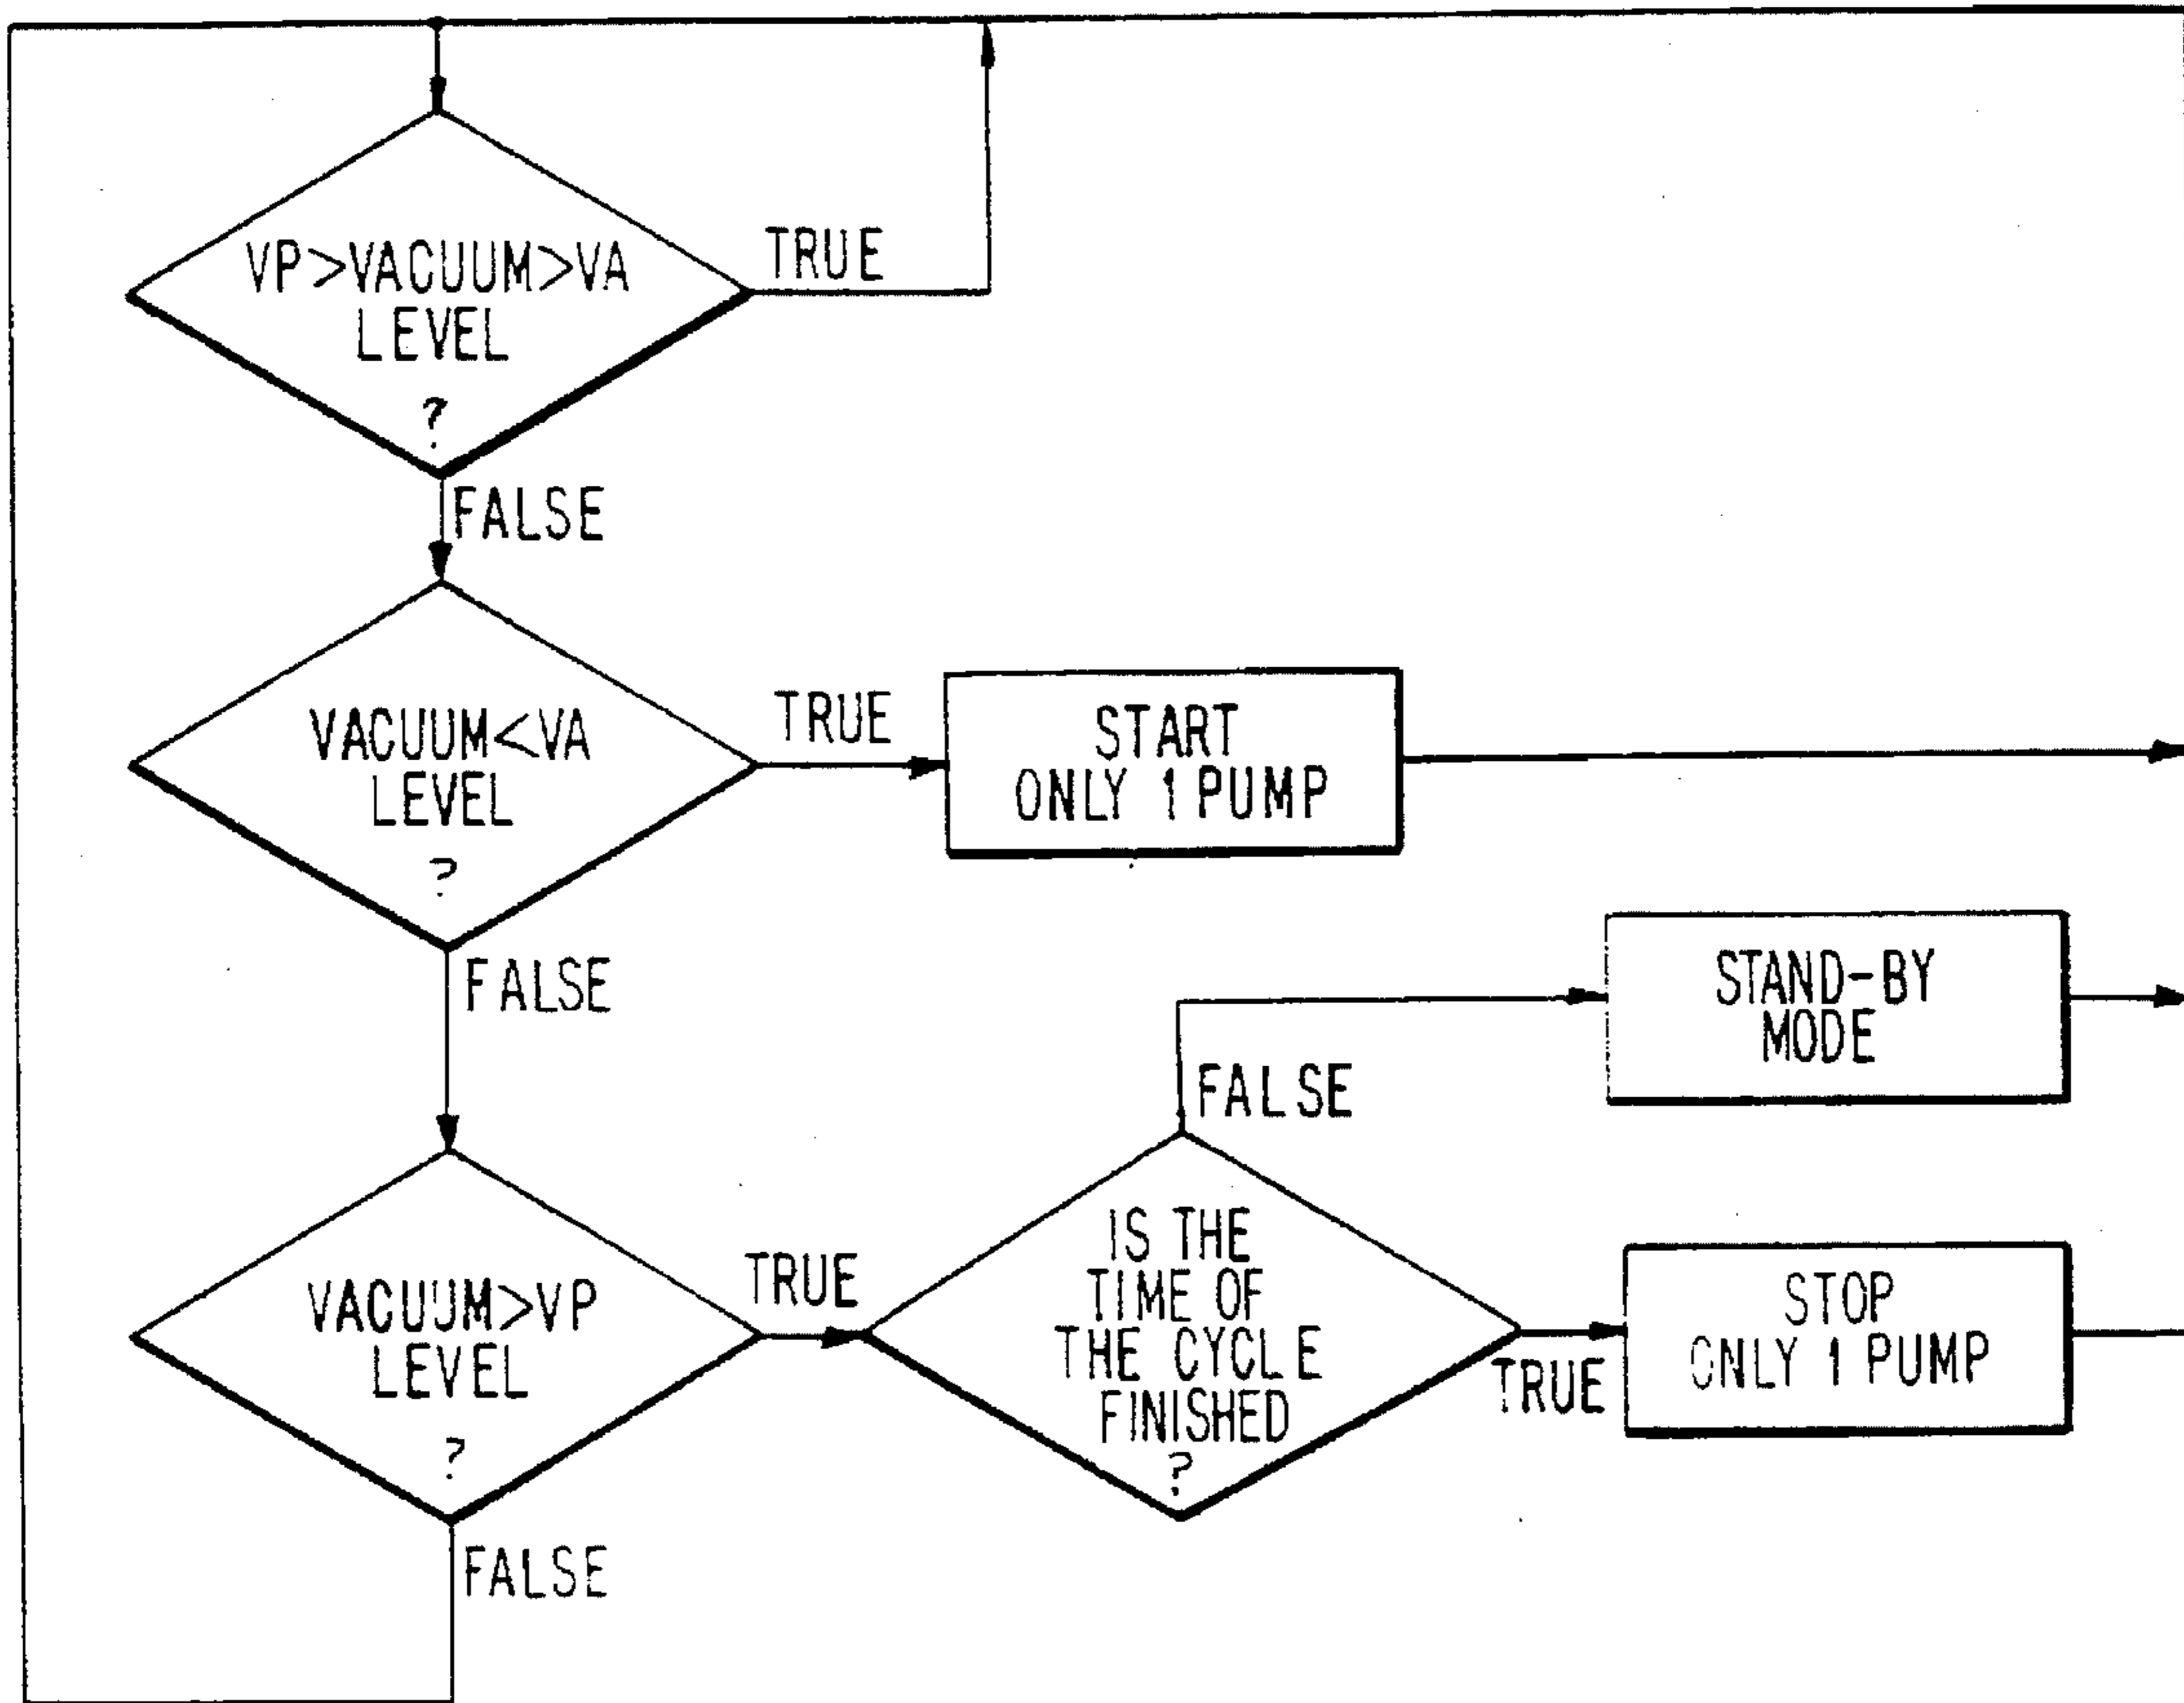 VP>VACUUM>VA
LEVEL
?
TRUE
FALSE
VACUUM<VA
LEVEL
?
TRUE
START
ONLY 1 PUMP
FALSE
STAND-BY
MODE
FALSE
VACUUM>VP
LEVEL
?
TRUE
IS THE
TIME OF
THE CYCLE
FINISHED
?
TRUE
STOP
ONLY 1 PUMP
FALSE